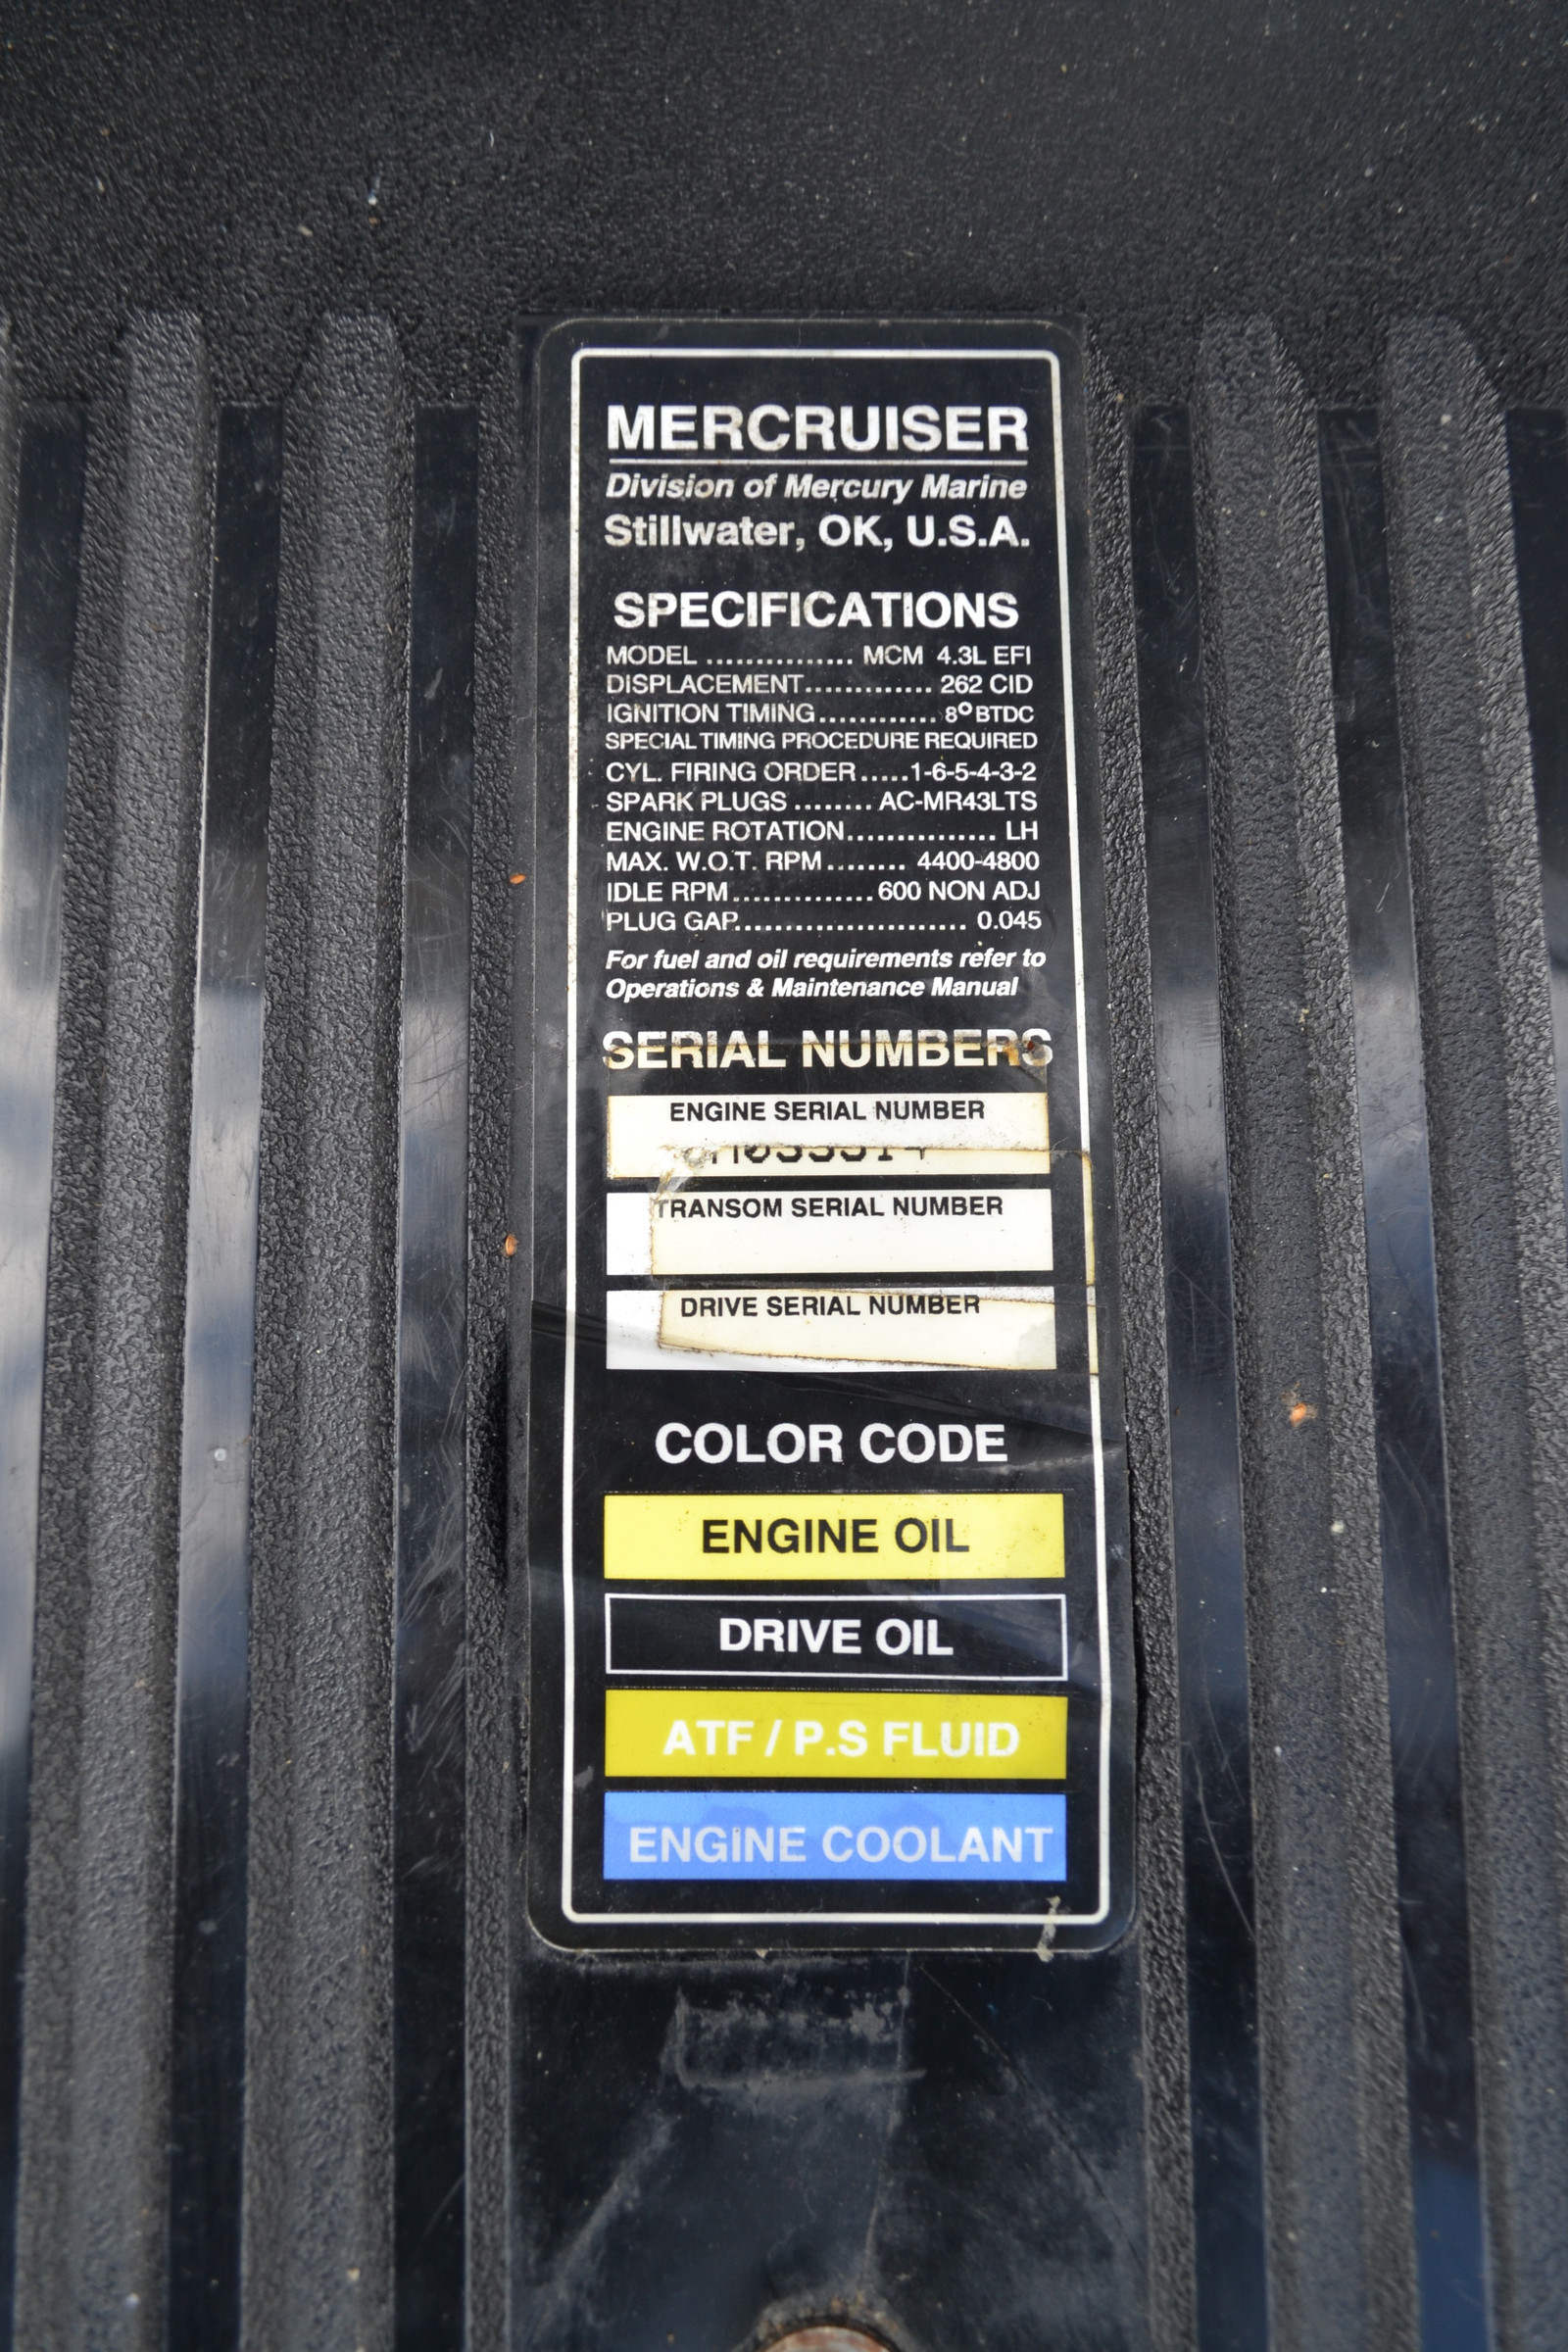 MERCRUISER
Division of Mercury Marine
Stillwater, OK, U.S.A.
SPECIFICATIONS
MODEL ............... MCM 4.3L EFI
DISPLACEMENT............. 262 CID
IGNITION TIMING............ 8° BTDC
SPECIAL TIMING PROCEDURE REQUIRED
CYL. FIRING ORDER.....1-6-5-4-3-2
SPARK PLUGS ........ AC-MR43LTS
ENGINE ROTATION............... LH
MAX. W.O.T. RPM........ 4400-4800
IDLE RPM..............600 NON ADJ
PLUG GAP....................... 0.045
For fuel and oil requirements refer to
Operations & Maintenance Manual
SERIAL NUMBERS
ENGINE SERIAL NUMBER
TRANSOM SERIAL NUMBER
DRIVE SERIAL NUMBER
COLOR CODE
ENGINE OIL
DRIVE OIL
ATF / P.S FLUID
ENGINE COOLANT